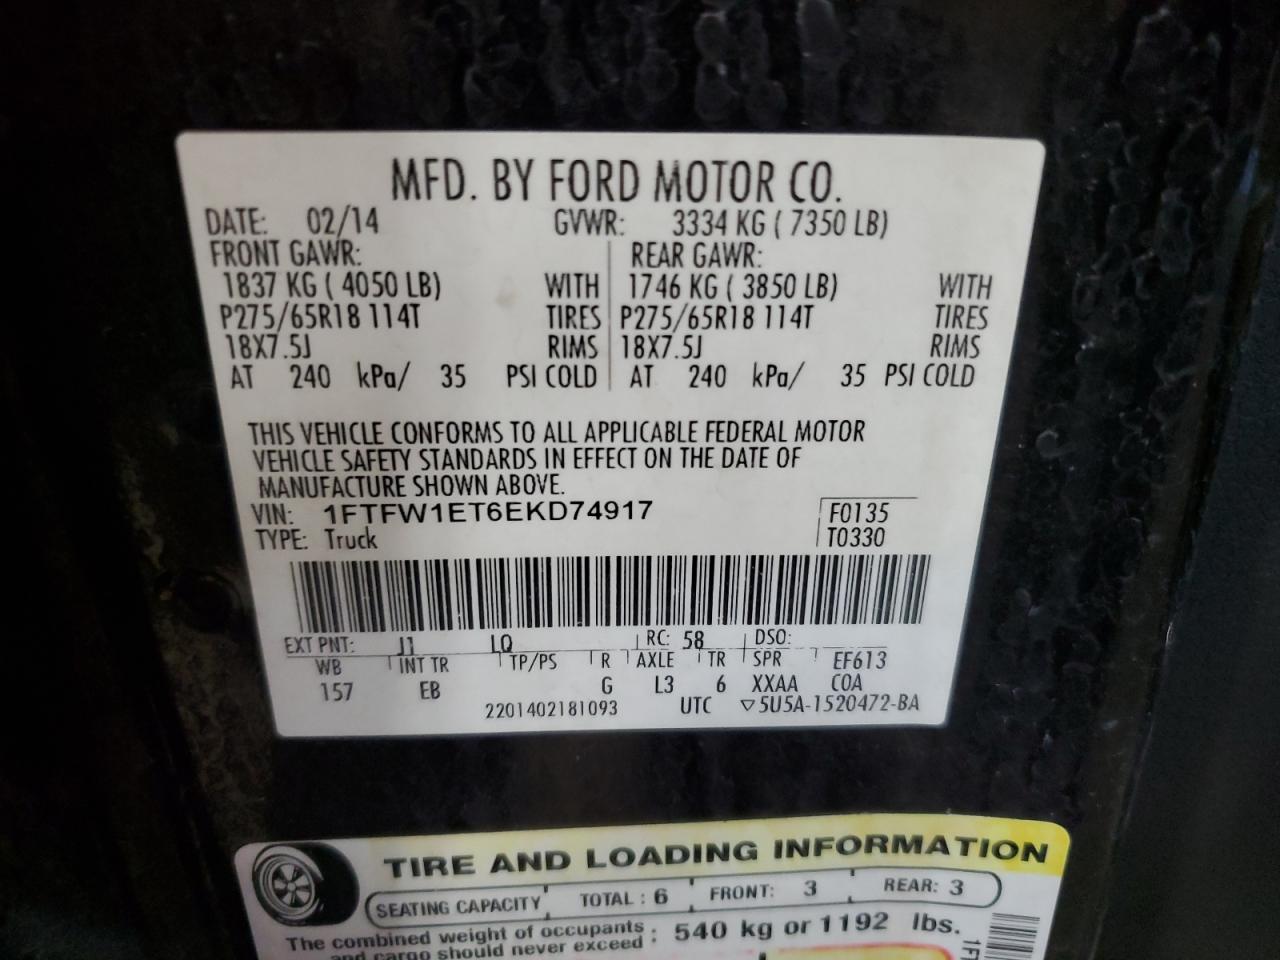 MFD. BY FORD MOTOR CO.
DATE: 02/14 GVWR: 3334 KG ( 7350 LB)
FRONT GAWR: REAR GAWR:
1837 KG ( 4050 LB) WITH 1746 KG ( 3850 LB) WITH
P275/65R18 114T TIRES P275/65R18 114T TIRES
18X7.5J RIMS 18X7.5J RIMS
AT 240 kPa/ 35 PSI COLD AT 240 kPa/ 35 PSI COLD
THIS VEHICLE CONFORMS TO ALL APPLICABLE FEDERAL MOTOR
VEHICLE SAFETY STANDARDS IN EFFECT ON THE DATE OF
MANUFACTURE SHOWN ABOVE.
VIN: 1FTFW1ET6EKD74917 F0135
TYPE: Truck T0330
EXT PNT: J1 LQ RC: 58 DSO:
WB INT TR TP/PS R AXLE TR SPR EF613
157 EB G L3 6 XXAA COA
2201402181093 UTC ▽5U5A-1520472-BA
TIRE AND LOADING INFORMATION
SEATING CAPACITY TOTAL : 6 FRONT: 3 REAR: 3
The combined weight of occupants
and cargo should never exceed : 540 kg or 1192 lbs.